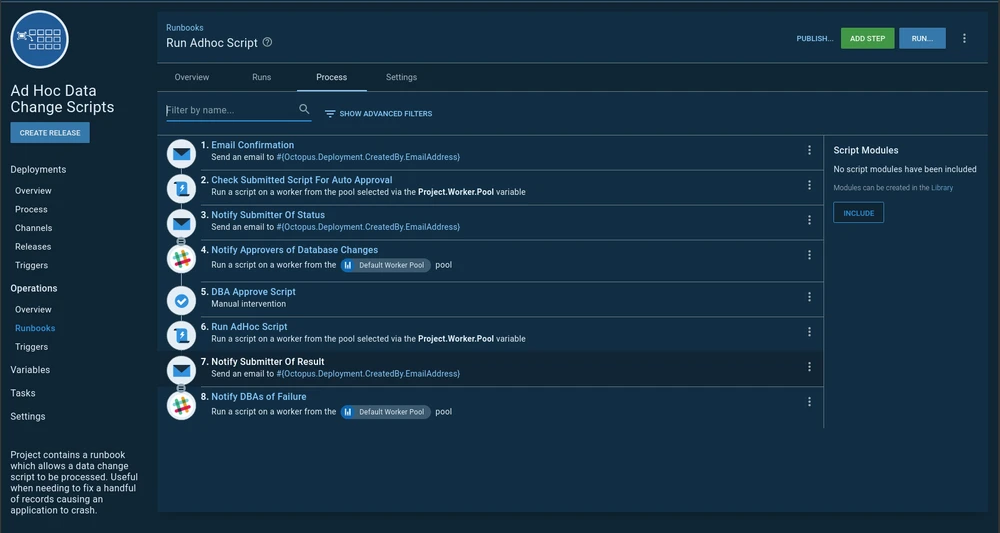 Ad Hoc Data
Change Scripts
CREATE RELEASE
Deployments
Overview
Process
Channels
Releases
Triggers
Operations
Overview
Runbooks
Triggers
Variables
Tasks
Settings
Project contains a runbook
which allows a data change
script to be processed. Useful
when needing to fix a handful
of records causing an
application to crash.
Runbooks
Run Adhoc Script ?
PUBLISH... ADD STEP RUN...
Overview Runs Process Settings
Filter by name... SHOW ADVANCED FILTERS
1. Email Confirmation
Send an email to #{Octopus.Deployment.CreatedBy.EmailAddress}
2. Check Submitted Script For Auto Approval
Run a script on a worker from the pool selected via the Project.Worker.Pool variable
3. Notify Submitter Of Status
Send an email to #{Octopus.Deployment.CreatedBy.EmailAddress}
4. Notify Approvers of Database Changes
Run a script on a worker from the Default Worker Pool pool
5. DBA Approve Script
Manual intervention
6. Run AdHoc Script
Run a script on a worker from the pool selected via the Project.Worker.Pool variable
7. Notify Submitter Of Result
Send an email to #{Octopus.Deployment.CreatedBy.EmailAddress}
8. Notify DBAs of Failure
Run a script on a worker from the Default Worker Pool pool
Script Modules
No script modules have been included
Modules can be created in the Library
INCLUDE